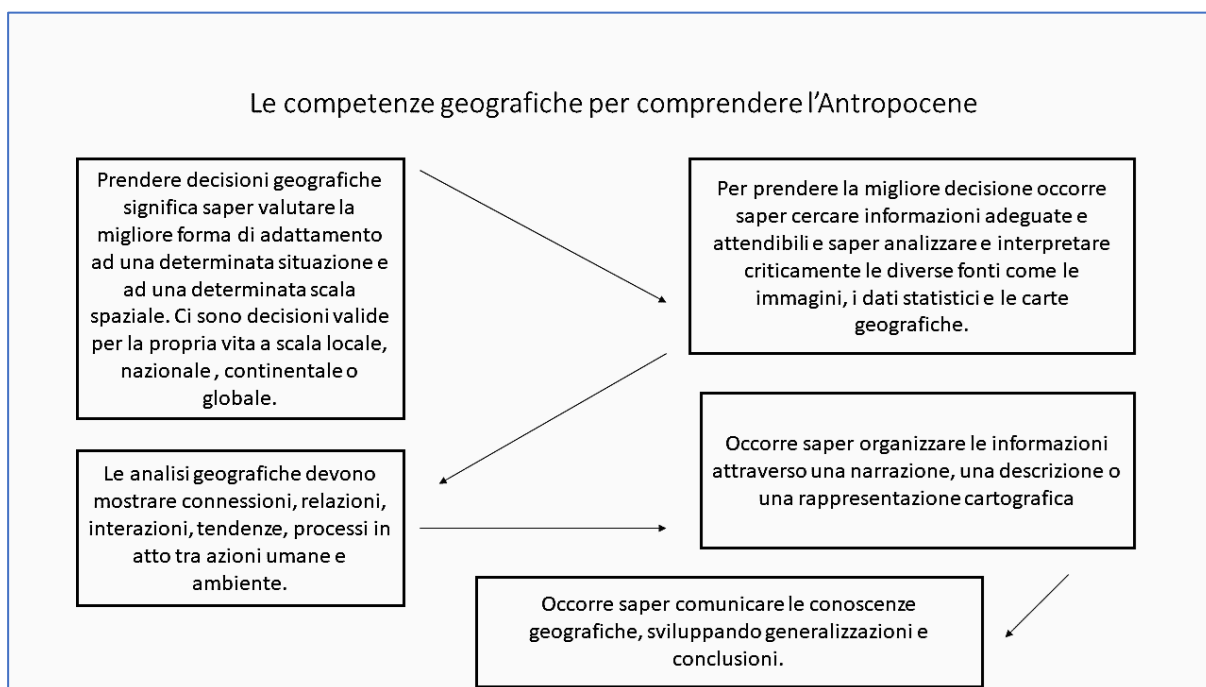 Le competenze geografiche per comprendere l'Antropocene
Prendere decisioni geografiche
significa saper valutare la
migliore forma di adattamento
ad una determinata situazione e
ad una determinata scala
spaziale. Ci sono decisioni valide
per la propria vita a scala locale,
nazionale , continentale o
globale.
Per prendere la migliore decisione occorre
saper cercare informazioni adeguate e
attendibili e saper analizzare e interpretare
criticamente le diverse fonti come le
immagini, i dati statistici e le carte
geografiche.
Le analisi geografiche devono
mostrare connessioni, relazioni,
interazioni, tendenze, processi in
atto tra azioni umane e
ambiente.
Occorre saper organizzare le informazioni
attraverso una narrazione, una descrizione o
una rappresentazione cartografica
Occorre saper comunicare le conoscenze
geografiche, sviluppando generalizzazioni e
conclusioni.